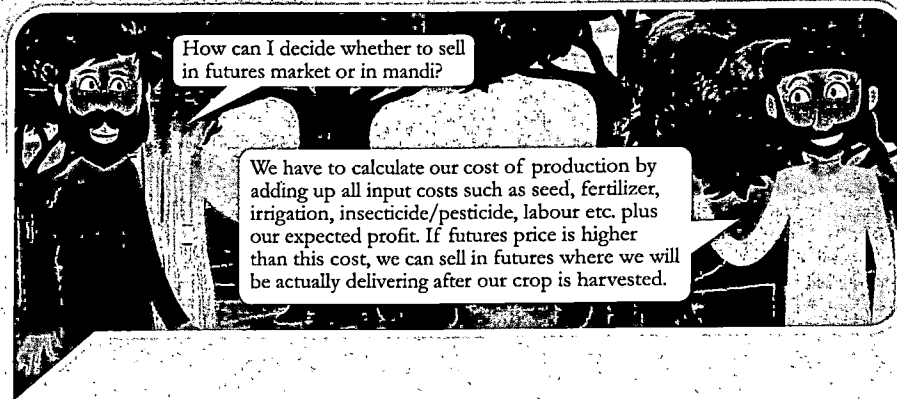 How can I decide whether to sell
in futures market or in mandi?
We have to calculate our cost of production by
adding up all input costs such as seed, fertilizer,
irrigation, insecticide/pesticide, labour etc. plus
our expected profit. If futures price is higher
than this cost, we can sell in futures where we will
be actually delivering after our crop is harvested.